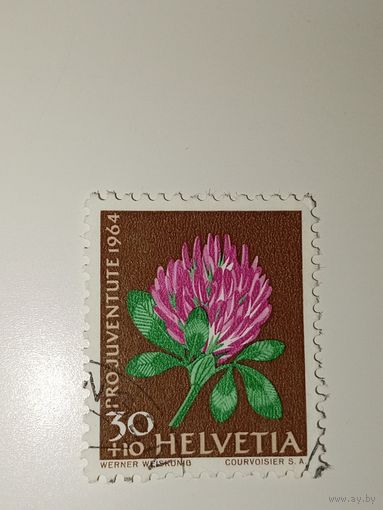 PRO JUVENTUTE 1964
30
+10 HELVETIA
WERNER WEISKÖNIG COURVOISIER S. A.
www.ay.by